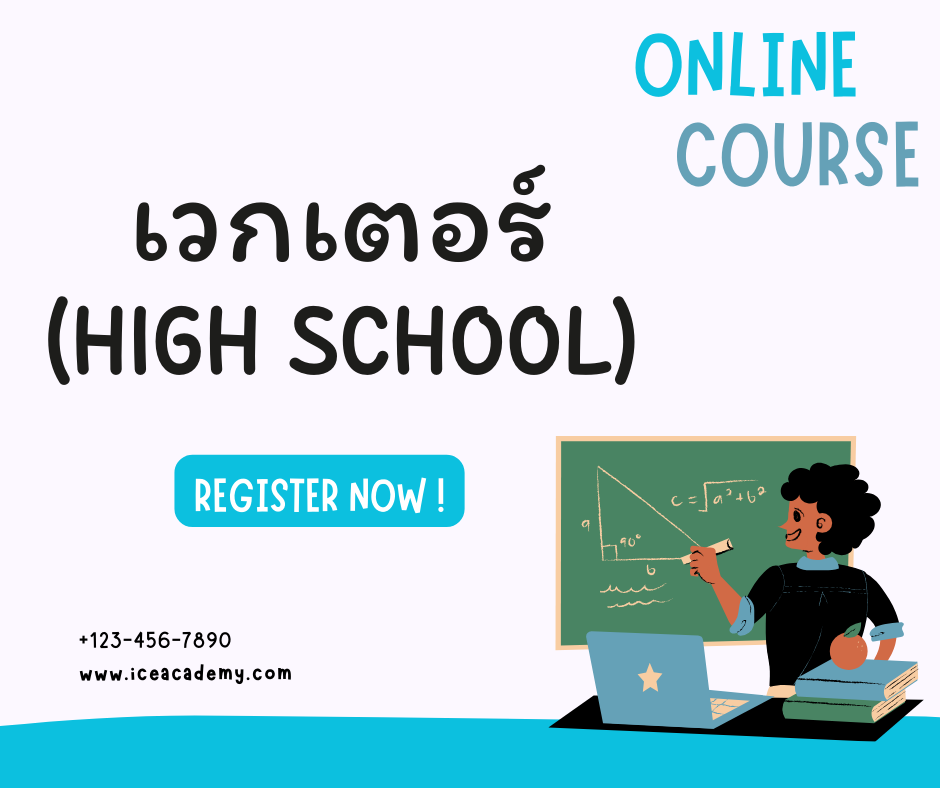 ONLINE
COURSE
เวกเตอร์
(HIGH SCHOOL)
REGISTER NOW !
c = √a²+b²
a
90°
b
+123-456-7890
www.iceacademy.com